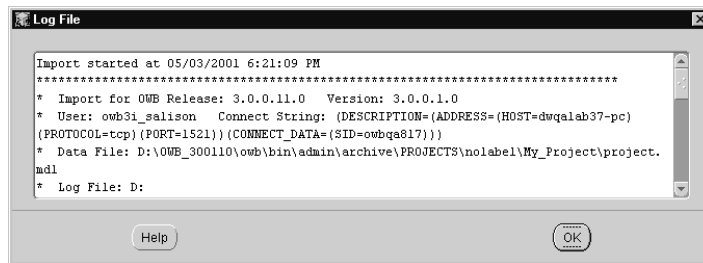 Log File
Import started at 05/03/2001 6:21:09 PM
********************************************************************************
* Import for OWB Release: 3.0.0.11.0 Version: 3.0.0.1.0
* User: owb3i_salison Connect String: (DESCRIPTION=(ADDRESS=(HOST=dwqalab37-pc)
(PROTOCOL=tcp)(PORT=1521))(CONNECT_DATA=(SID=owbqa817)))
* Data File: D:\OWB_300110\owb\bin\admin\archive\PROJECTS\nolabel\My_Project\project.
mdl
* Log File: D:
Help
OK